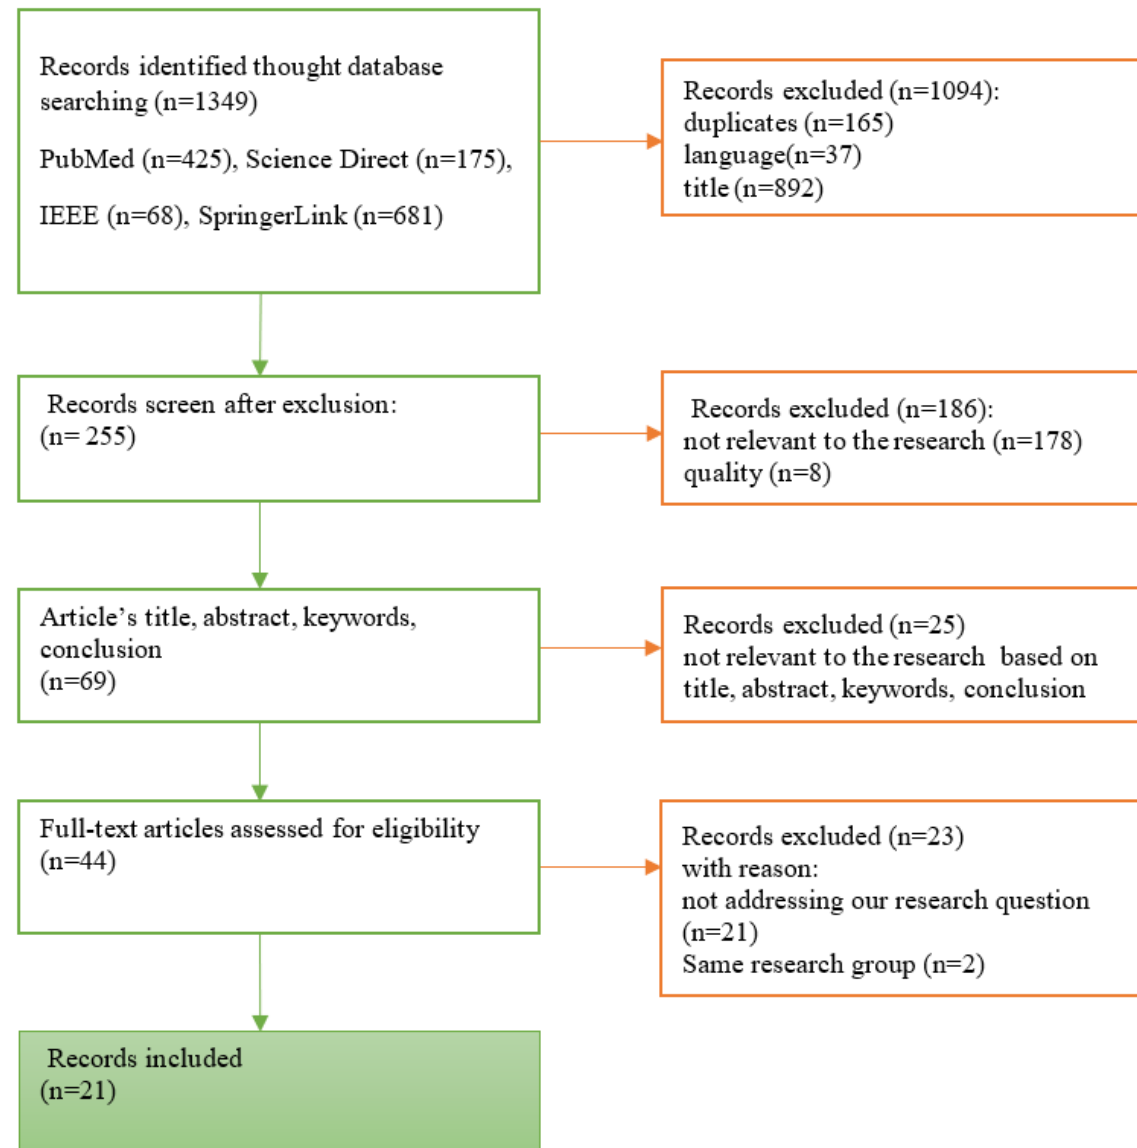 Records identified thought database
searching (n=1349)
PubMed (n=425), Science Direct (n=175),
IEEE (n=68), SpringerLink (n=681)
Records excluded (n=1094):
duplicates (n=165)
language(n=37)
title (n=892)
Records screen after exclusion:
(n= 255)
Records excluded (n=186):
not relevant to the research (n=178)
quality (n=8)
Article’s title, abstract, keywords,
conclusion
(n=69)
Records excluded (n=25)
not relevant to the research based on
title, abstract, keywords, conclusion
Full-text articles assessed for eligibility
(n=44)
Records excluded (n=23)
with reason:
not addressing our research question
(n=21)
Same research group (n=2)
Records included
(n=21)